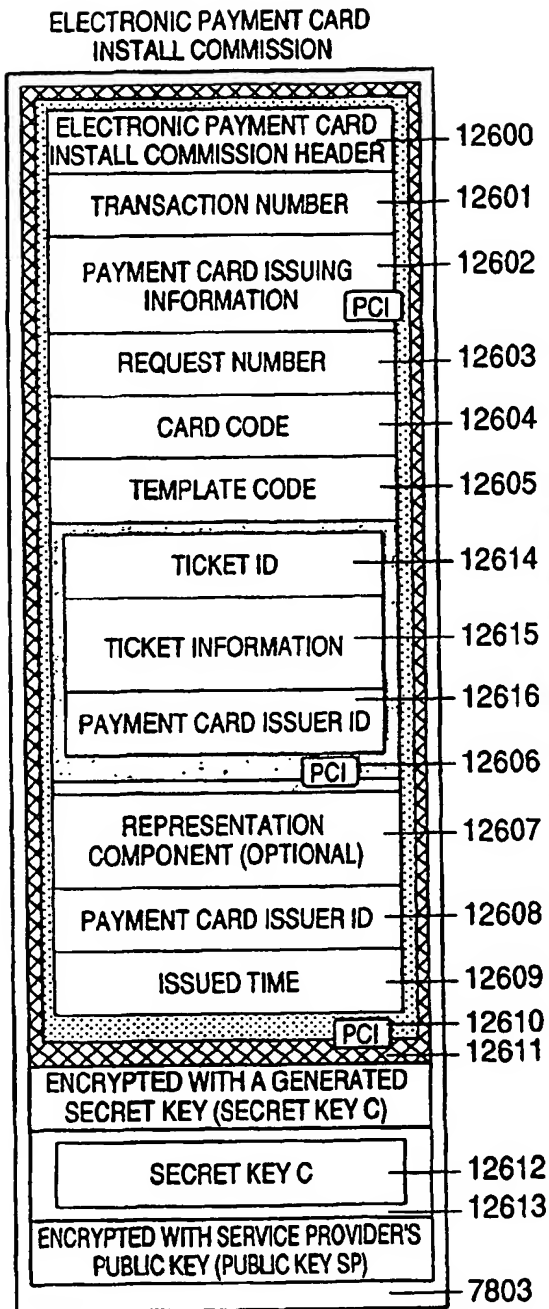 ELECTRONIC PAYMENT CARD
INSTALL COMMISSION
ELECTRONIC PAYMENT CARD
INSTALL COMMISSION HEADER
12600
TRANSACTION NUMBER
12601
PAYMENT CARD ISSUING
INFORMATION
PCI
12602
REQUEST NUMBER
12603
CARD CODE
12604
TEMPLATE CODE
12605
TICKET ID
12614
TICKET INFORMATION
12615
PAYMENT CARD ISSUER ID
12616
PCI
12606
REPRESENTATION
COMPONENT (OPTIONAL)
12607
PAYMENT CARD ISSUER ID
12608
ISSUED TIME
12609
PCI
12610
12611
ENCRYPTED WITH A GENERATED
SECRET KEY (SECRET KEY C)
SECRET KEY C
12612
12613
ENCRYPTED WITH SERVICE PROVIDER'S
PUBLIC KEY (PUBLIC KEY SP)
7803